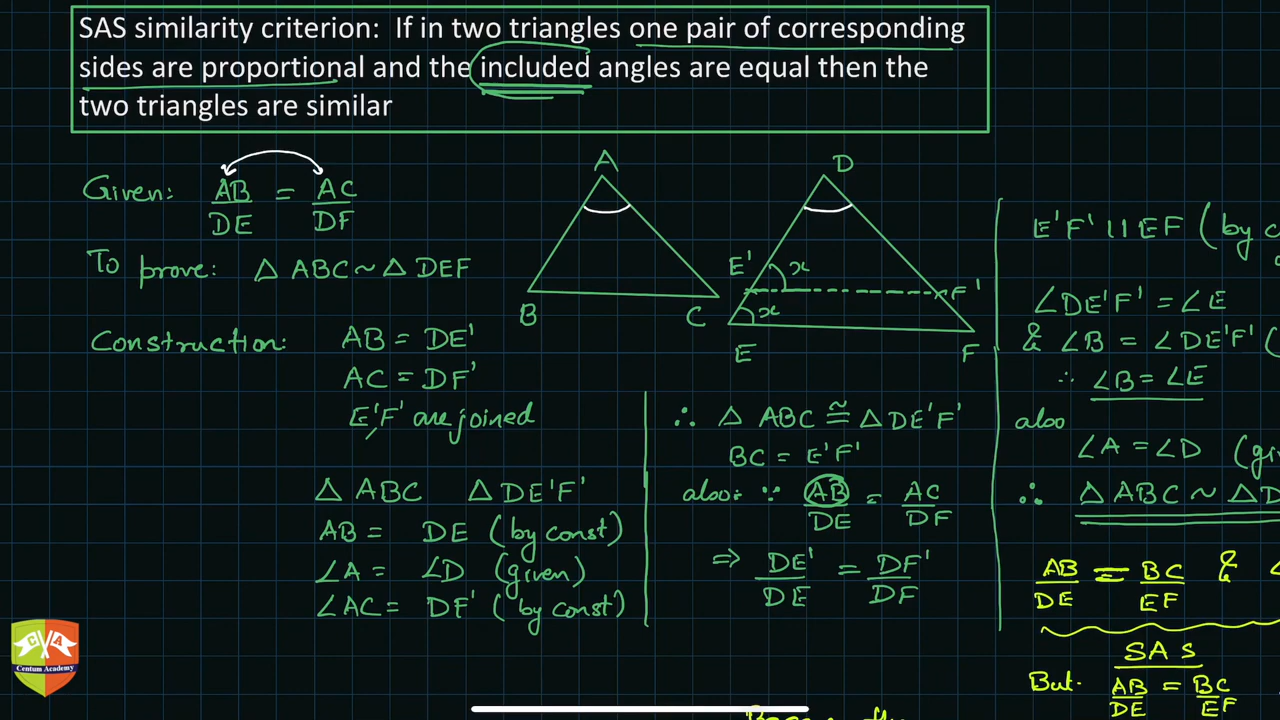 SAS similarity criterion: If in two triangles one pair of corresponding
sides are proportional and the included angles are equal then the
two triangles are similar
Given: AB/DE = AC/DF
To prove: △ ABC ~ △ DEF
Construction: AB = DE'
AC = DF'
E'F' are joined
△ ABC △ DE'F'
AB = DE (by const)
∠A = ∠D (given)
∠AC = DF' (by const)
A
B
C
D
E'
x
F'
x
E
F
∴ △ ABC ≅ △ DE'F'
BC = E'F'
also: ∵ AB/DE = AC/DF
⇒ DE'/DE = DF'/DF
E'F' || EF (by c
∠DE'F' = ∠E
& ∠B = ∠DE'F' (
∴ ∠B = ∠E
also
∠A = ∠D (giv
∴ △ ABC ~ △ D
AB/DE = BC/EF & ∠
SAS
But. AB/DE = BC/EF
CA
Centum Academy